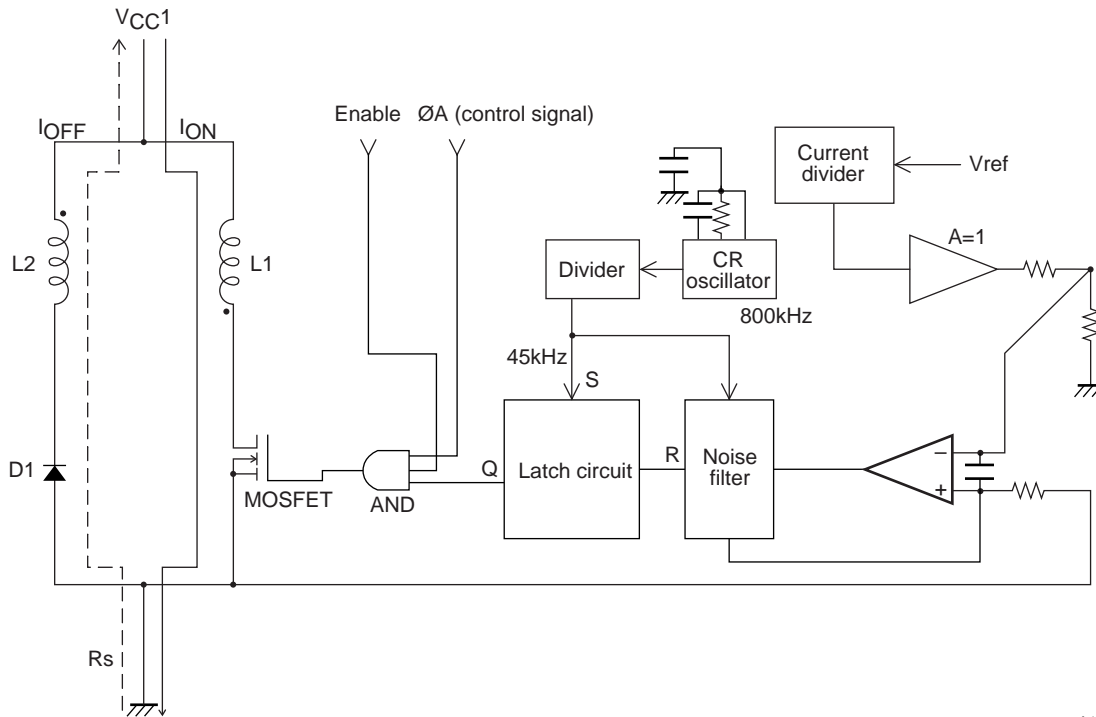 VCC1
IOFF
ION
Enable
ØA (control signal)
Current
divider
Vref
A=1
L2
L1
Divider
CR
oscillator
800kHz
45kHz
S
D1
MOSFET
AND
Q
Latch circuit
R
Noise
filter
−
+
Rs